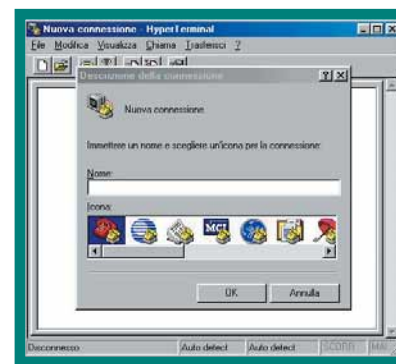 Nuova connessione - HyperTerminal
File Modifica Visualizza Chiama Trasferisci ?
Descrizione della connessione
Nuova connessione
Immettere un nome e scegliere un'icona per la connessione:
Nome:
Icona:
MCI
OK Annulla
Disconnesso Auto detect Auto detect SCORR